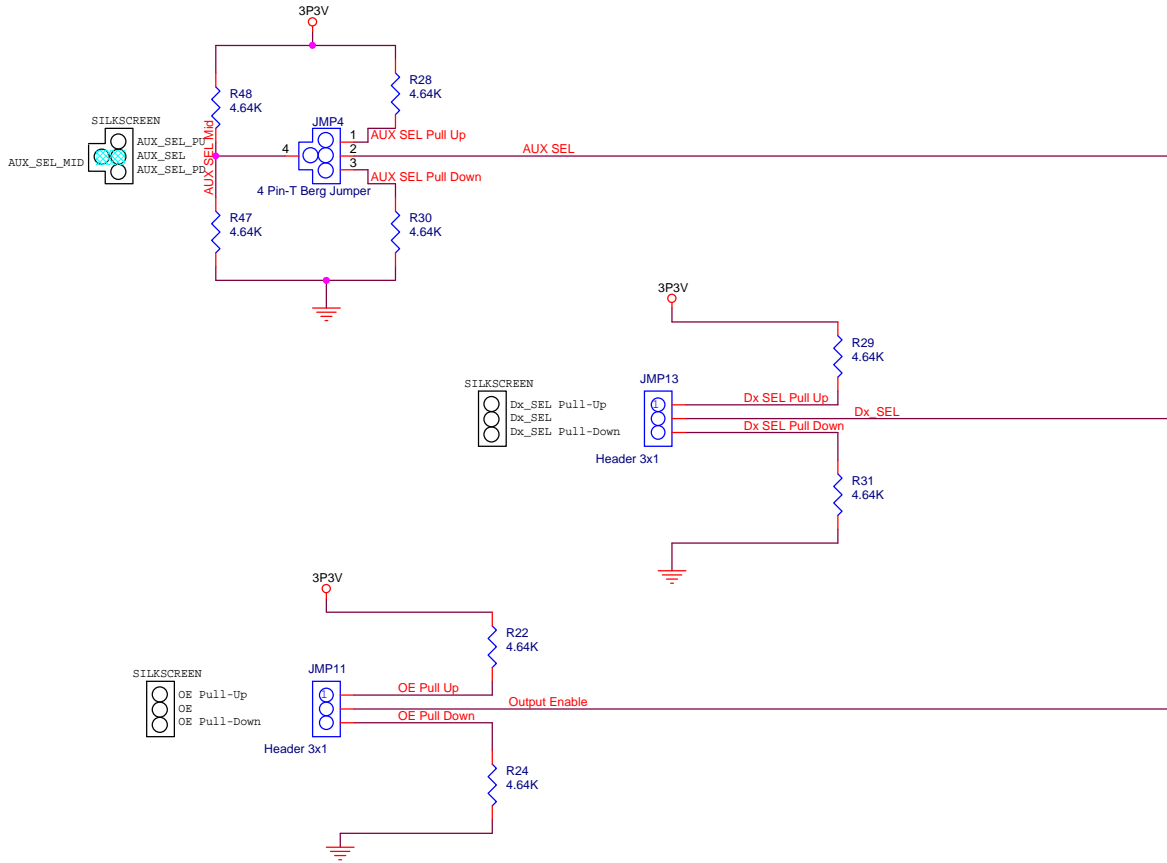 3P3V
R48
4.64K
R28
4.64K
SILKSCREEN
JMP4
AUX_SEL_PU
AUX_SEL
AUX_SEL_PD
AUX_SEL_MID
AUX SEL Mid
4
1
2
3
AUX SEL Pull Up
AUX SEL
AUX SEL Pull Down
4 Pin-T Berg Jumper
R47
4.64K
R30
4.64K
3P3V
R29
4.64K
SILKSCREEN
JMP13
Dx_SEL Pull-Up
Dx_SEL
Dx_SEL Pull-Down
1
Dx SEL Pull Up
Dx_SEL
Dx SEL Pull Down
Header 3x1
R31
4.64K
3P3V
R22
4.64K
SILKSCREEN
JMP11
OE Pull-Up
OE
OE Pull-Down
1
OE Pull Up
Output Enable
OE Pull Down
Header 3x1
R24
4.64K